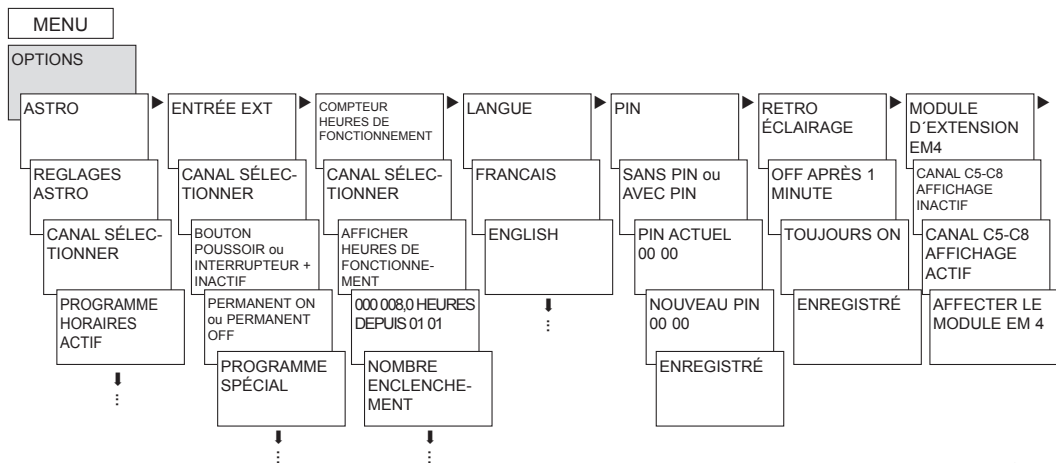 MENU
OPTIONS
ASTRO
REGLAGES
ASTRO
CANAL SÉLEC-
TIONNER
PROGRAMME
HORAIRES
ACTIF
ENTRÉE EXT
CANAL SÉLEC-
TIONNER
BOUTON
POUSSOIR ou
INTERRUPTEUR +
INACTIF
PERMANENT ON
ou PERMANENT
OFF
PROGRAMME
SPÉCIAL
COMPTEUR
HEURES DE
FONCTIONNEMENT
CANAL SÉLEC-
TIONNER
AFFICHER
HEURES DE
FONCTIONNE-
MENT
000 008,0 HEURES
DEPUIS 01 01
NOMBRE
ENCLENCHE-
MENT
LANGUE
FRANCAIS
ENGLISH
PIN
SANS PIN ou
AVEC PIN
PIN ACTUEL
00 00
NOUVEAU PIN
00 00
ENREGISTRÉ
RETRO
ÉCLAIRAGE
OFF APRÈS 1
MINUTE
TOUJOURS ON
ENREGISTRÉ
MODULE
D´EXTENSION
EM4
CANAL C5-C8
AFFICHAGE
INACTIF
CANAL C5-C8
AFFICHAGE
ACTIF
AFFECTER LE
MODULE EM 4